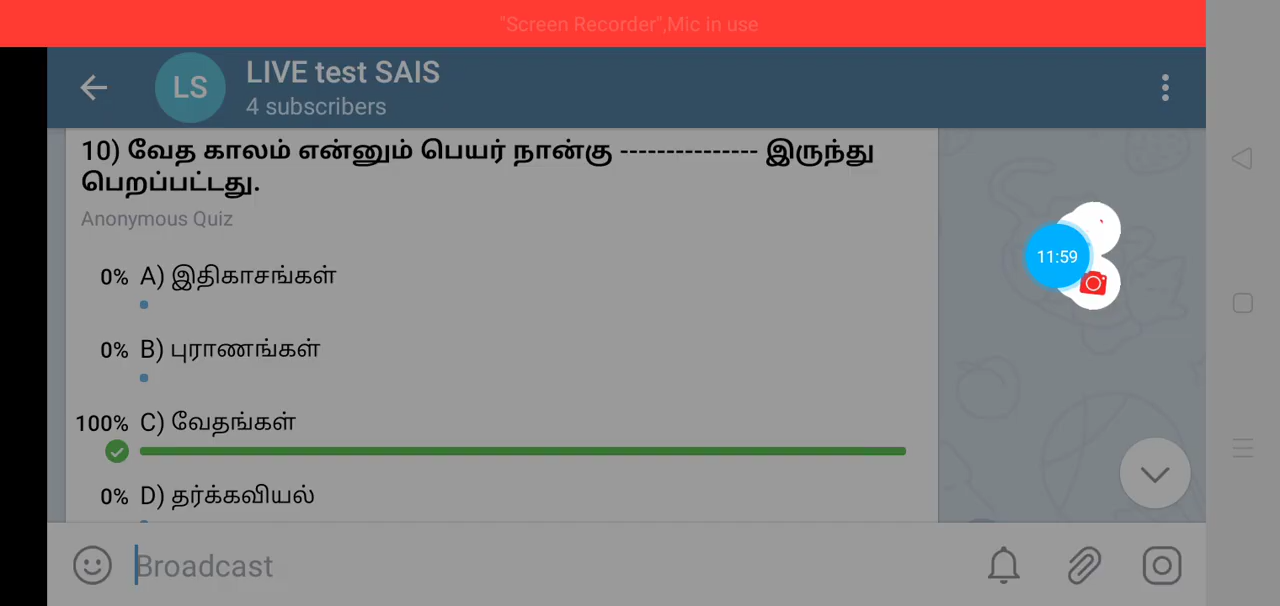 "Screen Recorder",Mic in use
LS
LIVE test SAIS
4 subscribers
10) வேத காலம் என்னும் பெயர் நான்கு --------------- இருந்து
பெறப்பட்டது.
Anonymous Quiz
0% A) இதிகாசங்கள்
0% B) புராணங்கள்
100% C) வேதங்கள்
0% D) தர்க்கவியல்
11:59
Broadcast